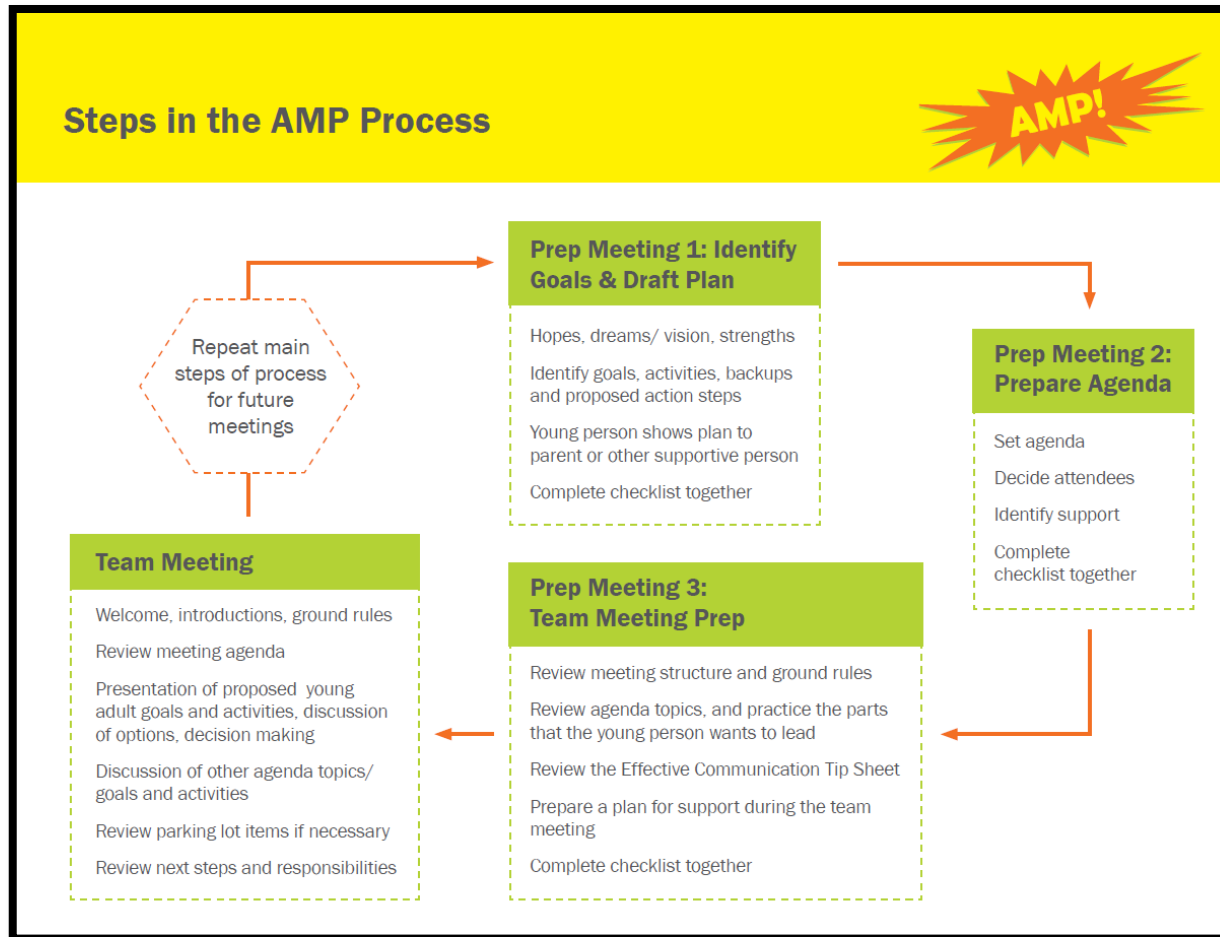 Steps in the AMP Process
AMP!
Prep Meeting 1: Identify
Goals & Draft Plan
Hopes, dreams/ vision, strengths
Identify goals, activities, backups
and proposed action steps
Young person shows plan to
parent or other supportive person
Complete checklist together
Prep Meeting 2:
Prepare Agenda
Set agenda
Decide attendees
Identify support
Complete
checklist together
Prep Meeting 3:
Team Meeting Prep
Review meeting structure and ground rules
Review agenda topics, and practice the parts
that the young person wants to lead
Review the Effective Communication Tip Sheet
Prepare a plan for support during the team
meeting
Complete checklist together
Team Meeting
Welcome, introductions, ground rules
Review meeting agenda
Presentation of proposed  young
adult goals and activities, discussion
of options, decision making
Discussion of other agenda topics/
goals and activities
Review parking lot items if necessary
Review next steps and responsibilities
Repeat main
steps of process
for future
meetings